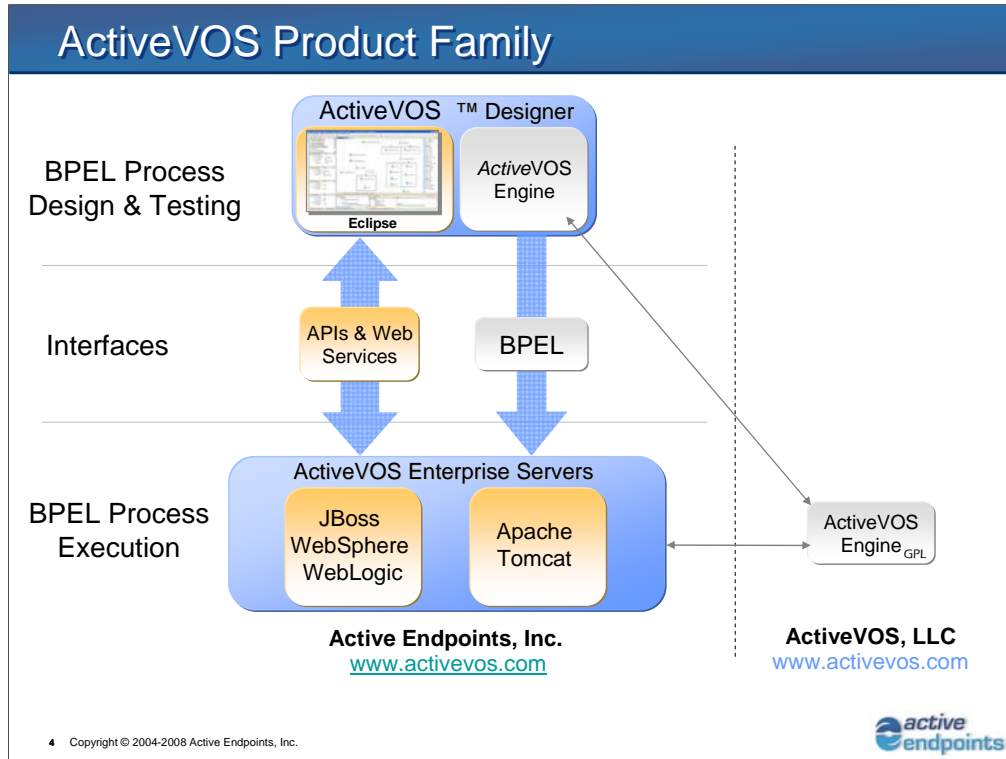 ActiveVOS Product Family
ActiveVOS ™ Designer
BPEL Process
Design & Testing
Eclipse
ActiveVOS
Engine
Interfaces
APIs & Web
Services
BPEL
ActiveVOS Enterprise Servers
BPEL Process
Execution
JBoss
WebSphere
WebLogic
Apache
Tomcat
ActiveVOS
Engine GPL
Active Endpoints, Inc.
www.activevos.com
ActiveVOS, LLC
www.activevos.com
4 Copyright © 2004-2008 Active Endpoints, Inc.
active
endpoints